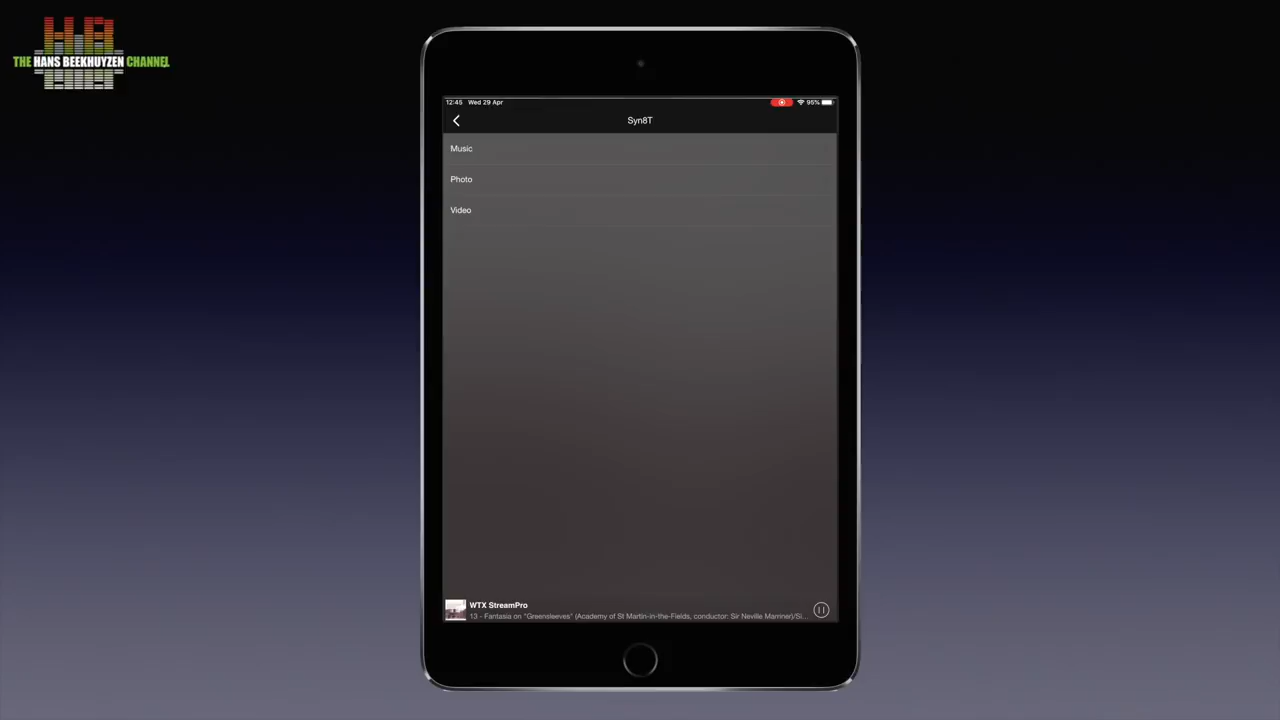 THE HANS BEEKHUYZEN CHANNEL
12:45 Wed 29 Apr 95%
Syn8T
Music
Photo
Video
WTX StreamPro
13 - Fantasia on "Greensleeves" (Academy of St Martin-in-the-Fields, conductor: Sir Neville Marriner)/Si...